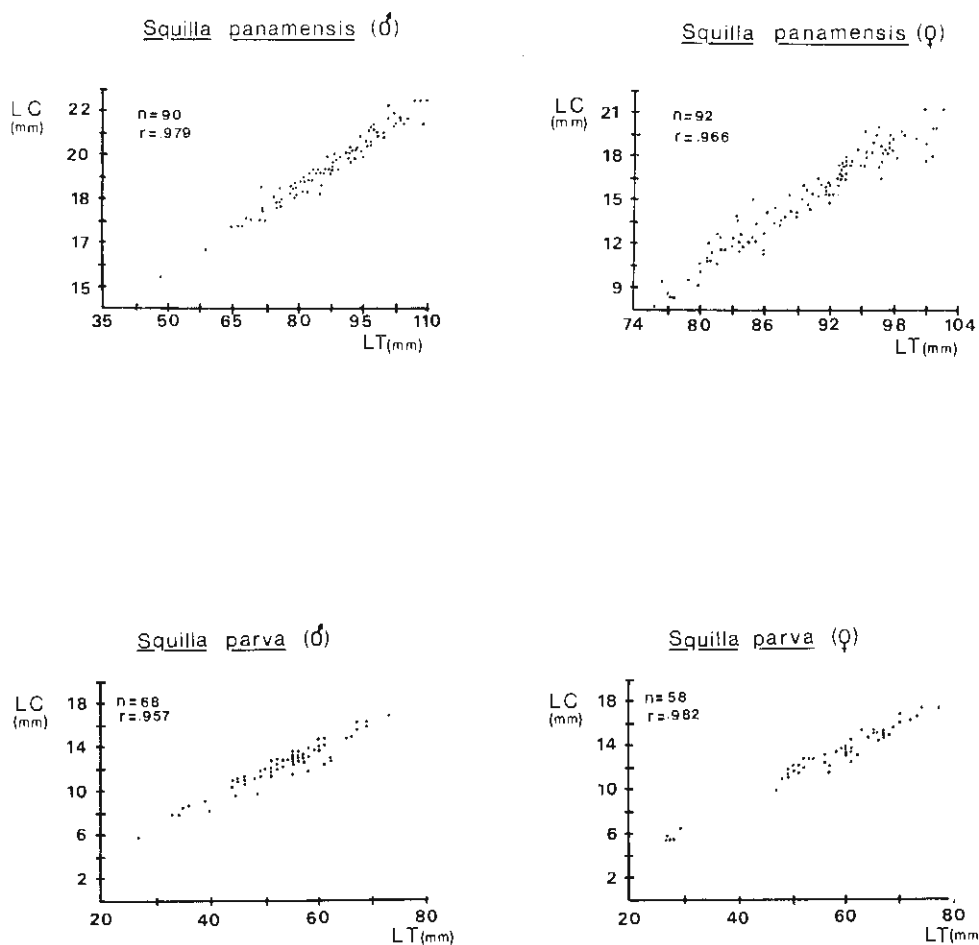 Squilla panamensis (♂)
LC
(mm)
n=90
r=.979
22
20
18
17
15
35 50 65 80 95 110
LT(mm)
Squilla panamensis (♀)
LC
(mm)
n=92
r=.966
21
18
15
12
9
74 80 86 92 98 104
LT(mm)
Squilla parva (♂)
LC
(mm)
n=68
r=.957
18
14
10
6
2
20 40 60 80
LT(mm)
Squilla parva (♀)
LC
(mm)
n=58
r=.982
18
14
10
6
2
20 40 60 80
LT(mm